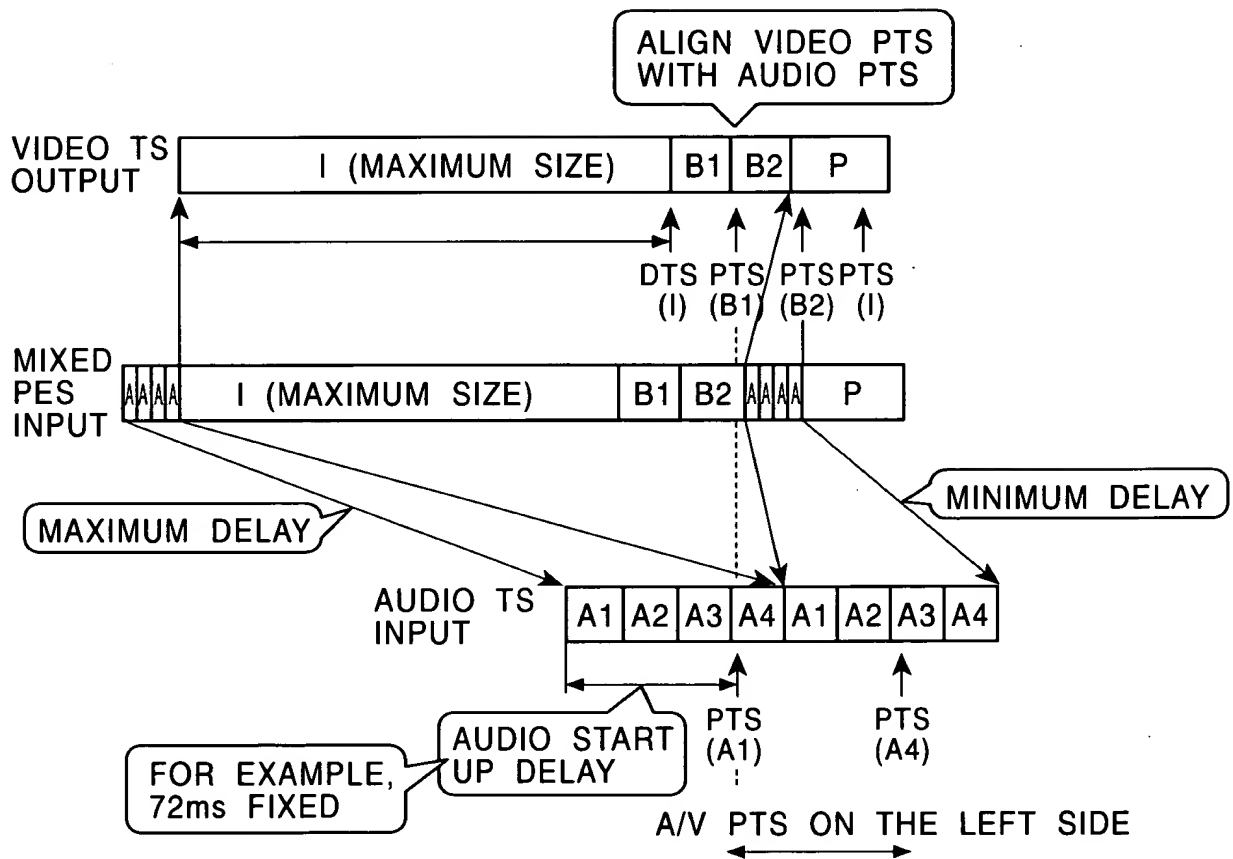 ALIGN VIDEO PTS
WITH AUDIO PTS
VIDEO TS
OUTPUT
I (MAXIMUM SIZE)
B1
B2
P
DTS
(I)
PTS
(B1)
PTS
(B2)
PTS
(I)
MIXED
PES
INPUT
A
A
A
A
I (MAXIMUM SIZE)
B1
B2
A
A
A
A
P
MAXIMUM DELAY
MINIMUM DELAY
AUDIO TS
INPUT
A1
A2
A3
A4
A1
A2
A3
A4
AUDIO START
UP DELAY
PTS
(A1)
PTS
(A4)
FOR EXAMPLE,
72ms FIXED
A/V PTS ON THE LEFT SIDE